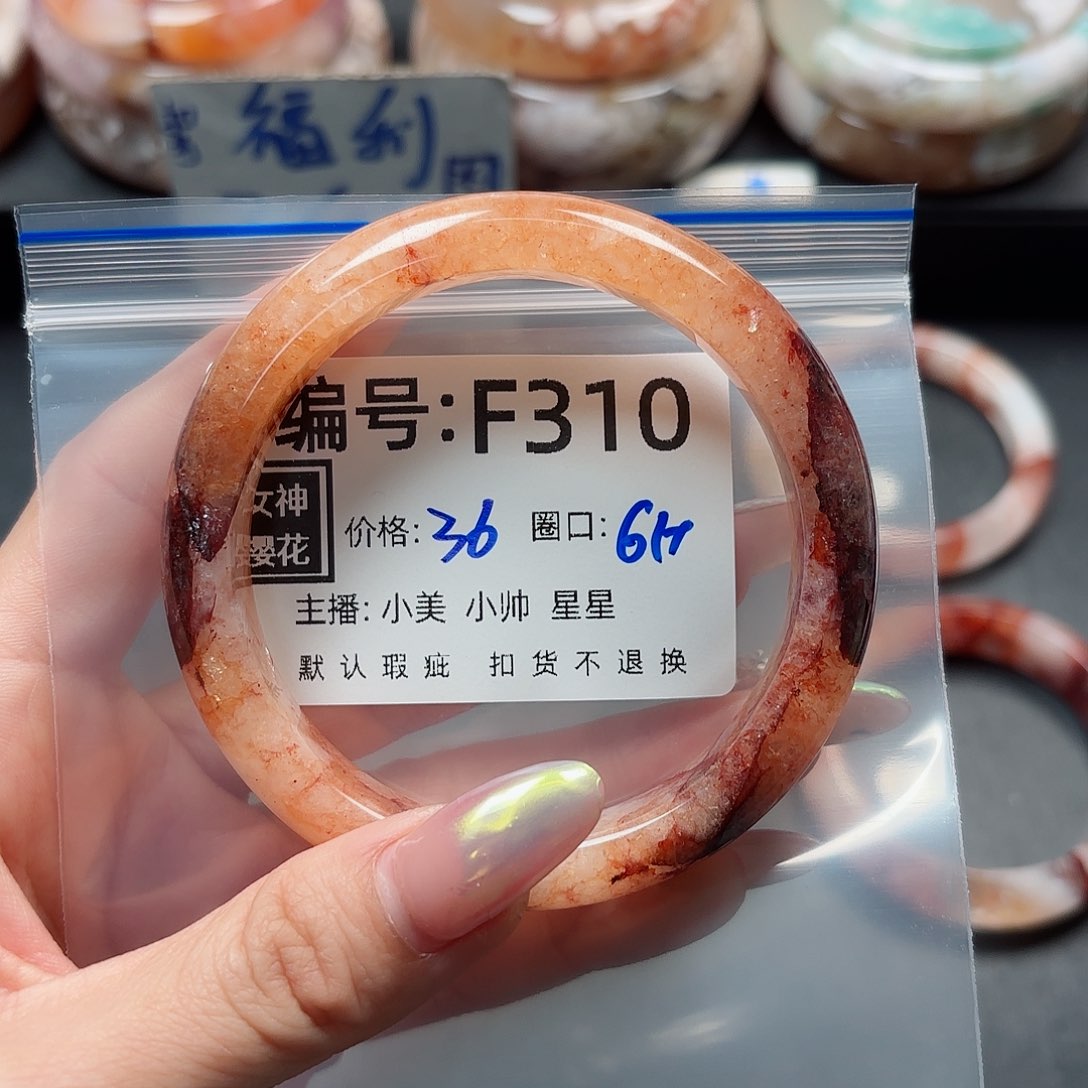 福利
编号:F310
女神
樱花
价格:36 圈口:61
主播: 小美 小帅 星星
默认瑕疵 扣货不退换